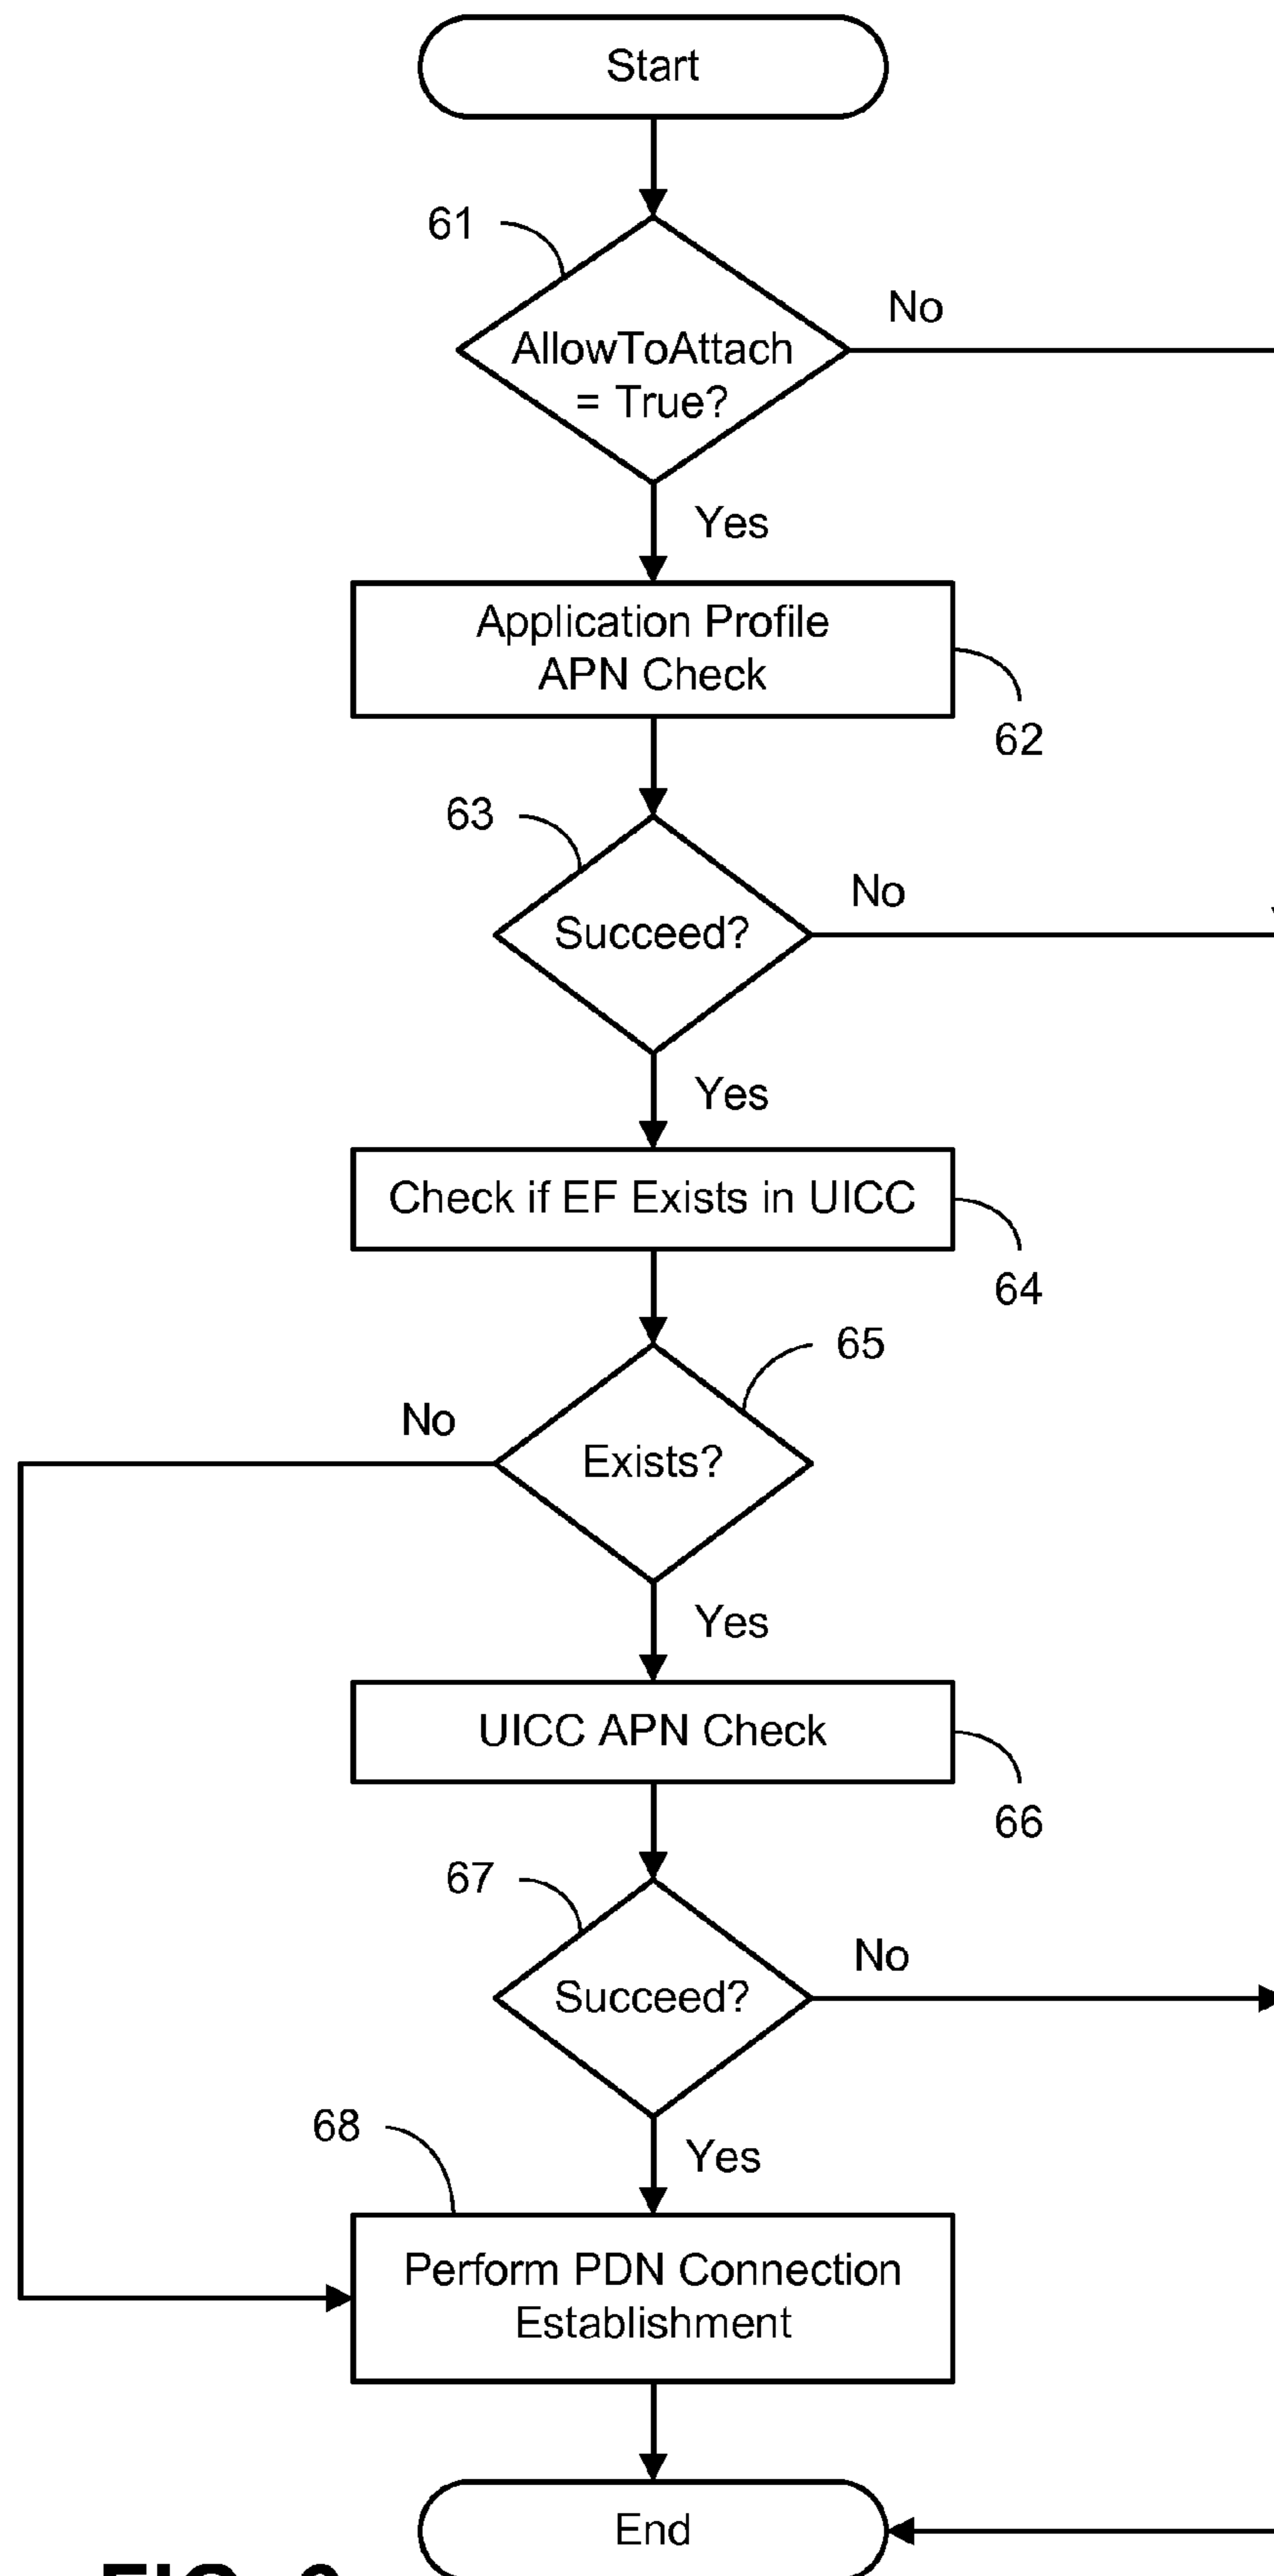 Start
61
No
AllowToAttach
= True?
Yes
Application Profile
APN Check
62
63
No
Succeed?
Yes
Check if EF Exists in UICC
64
65
No
Exists?
Yes
UICC APN Check
66
67
No
Succeed?
68
Yes
Perform PDN Connection
Establishment
End
FIG.